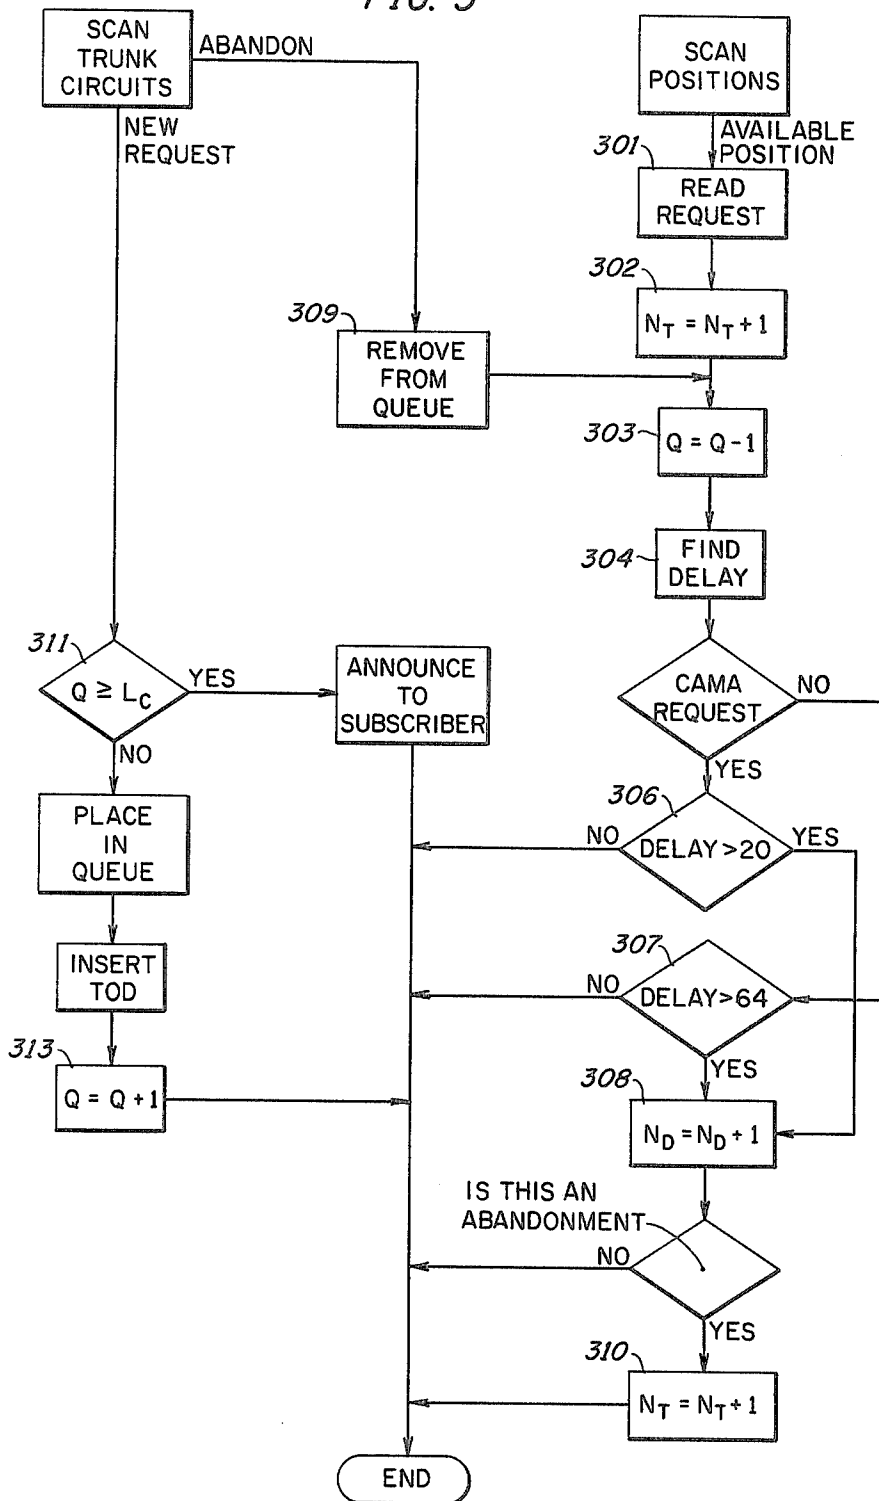 SCAN
TRUNK
CIRCUITS
ABANDON
NEW
REQUEST
SCAN
POSITIONS
AVAILABLE
POSITION
301
READ
REQUEST
302
N_T = N_T + 1
309
REMOVE
FROM
QUEUE
303
Q = Q - 1
304
FIND
DELAY
311
Q ≥ L_C
YES
NO
ANNOUNCE
TO
SUBSCRIBER
CAMA
REQUEST
NO
YES
PLACE
IN
QUEUE
306
DELAY > 20
NO
YES
INSERT
TOD
307
DELAY > 64
NO
YES
313
Q = Q + 1
308
N_D = N_D + 1
IS THIS AN
ABANDONMENT
NO
YES
310
N_T = N_T + 1
END